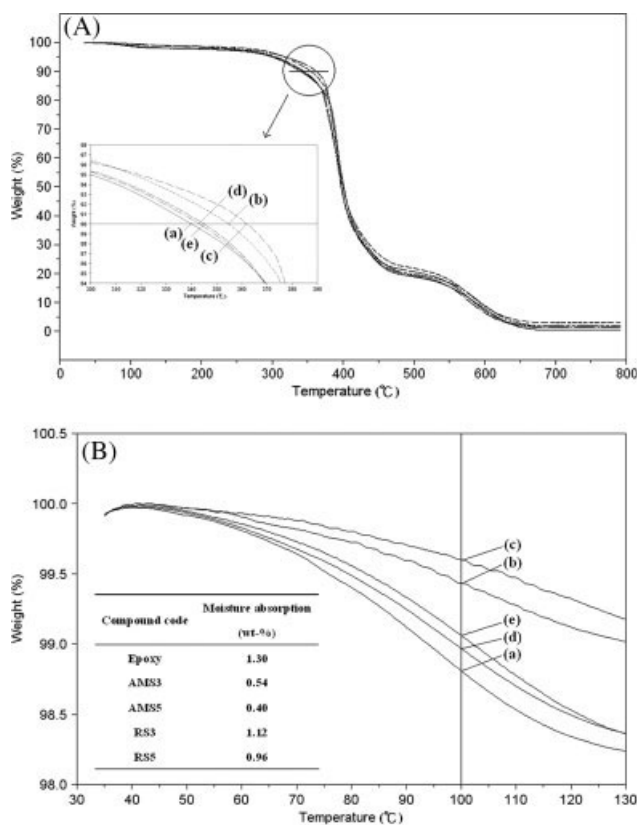 (A)
100
90
80
70
60
50
40
30
20
10
0
Weight (%)
0 100 200 300 400 500 600 700 800
Temperature (℃)
(d)
(b)
(a)
(e)
(c)
Weight (%)
Temperature (℃)
(B)
100.5
100.0
99.5
99.0
98.5
98.0
Weight (%)
30 40 50 60 70 80 90 100 110 120 130
Temperature (℃)
(c)
(b)
(e)
(d)
(a)
Compound code Moisture absorption
(wt-%)
Epoxy 1.30
AMS3 0.54
AMS5 0.40
RS3 1.12
RS5 0.96